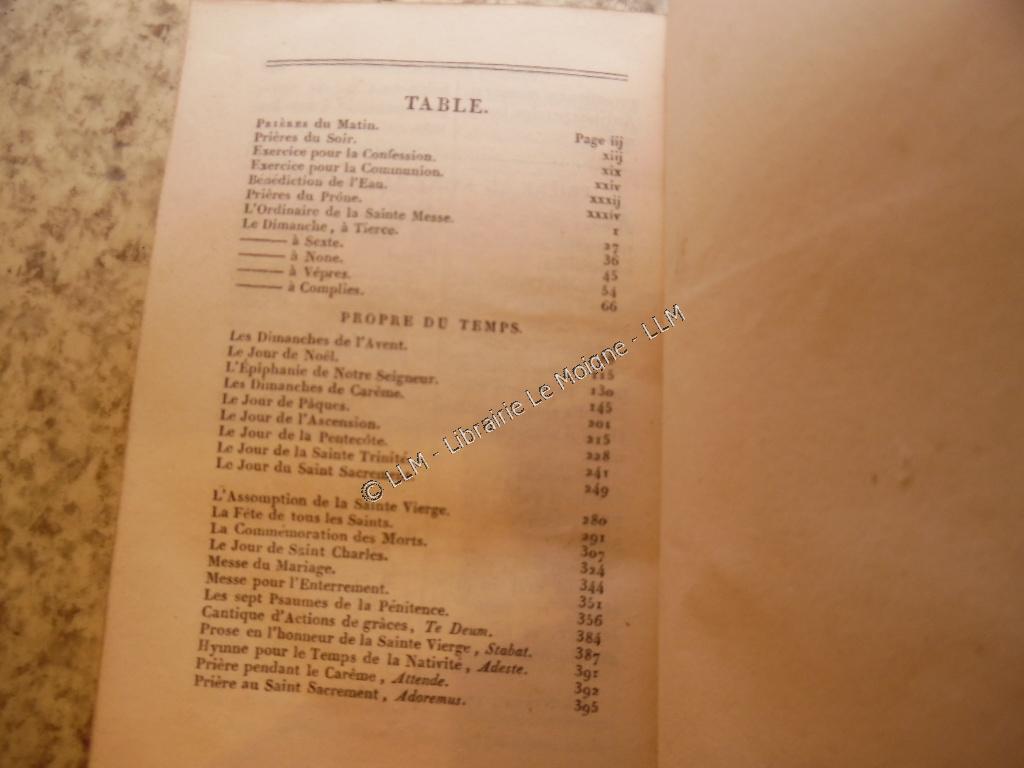 TABLE.
PRIÈRES du Matin. Page iij
Prières du Soir. xiij
Exercice pour la Confession. xix
Exercice pour la Communion. xxiv
Bénédiction de l'Eau. xxxij
Prières du Prône. xxxiv
L'Ordinaire de la Sainte Messe. 1
Le Dimanche, à Tierce. 27
—— à Sexte. 36
—— à None. 45
—— à Vêpres. 54
—— à Complies. 66
PROPRE DU TEMPS.
Les Dimanches de l'Avent.
Le Jour de Noël. 115
L'Épiphanie de Notre Seigneur. 130
Les Dimanches de Carême. 145
Le Jour de Pâques. 201
Le Jour de l'Ascension. 215
Le Jour de la Pentecôte. 228
Le Jour de la Sainte Trinité. 241
Le Jour du Saint Sacrement. 249
L'Assomption de la Sainte Vierge. 280
La Fête de tous les Saints. 291
La Commémoration des Morts. 307
Le Jour de Saint Charles. 324
Messe du Mariage. 344
Messe pour l'Enterrement. 351
Les sept Psaumes de la Pénitence. 356
Cantique d'Actions de grâces, Te Deum. 384
Prose en l'honneur de la Sainte Vierge, Stabat. 387
Hymne pour le Temps de la Nativité, Adeste. 391
Prière pendant le Carême, Attende. 392
Prière au Saint Sacrement, Adoremus. 395
© LLM - Librairie Le Moigne - LLM